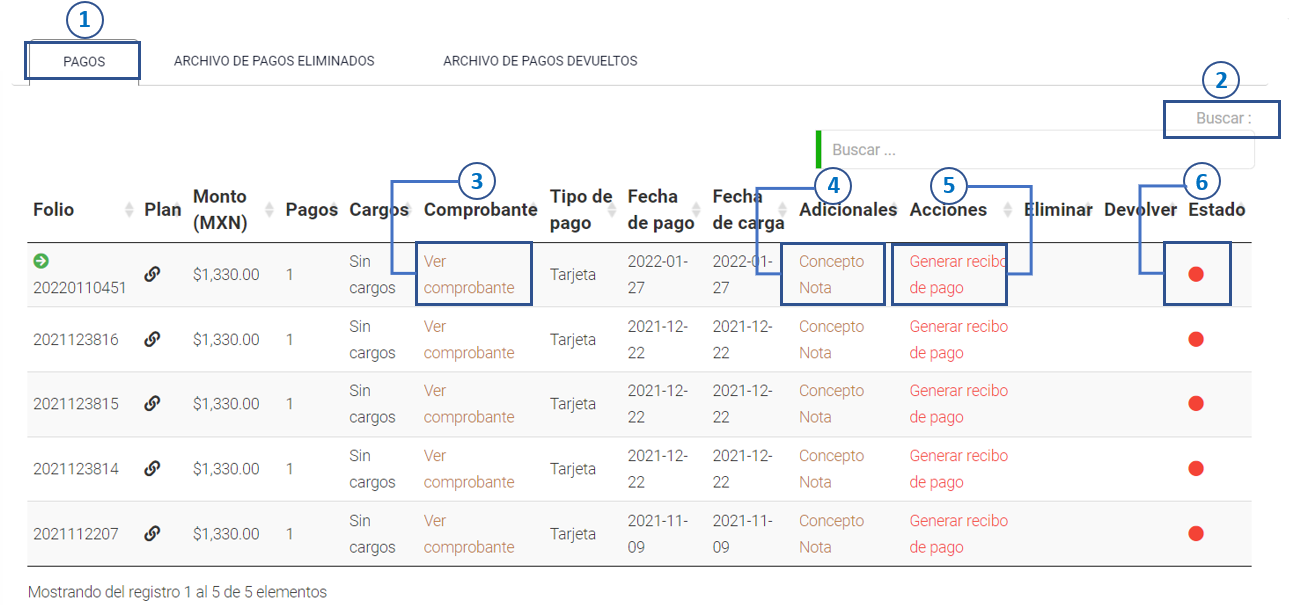 1
PAGOS
ARCHIVO DE PAGOS ELIMINADOS
ARCHIVO DE PAGOS DEVUELTOS
2
Buscar :
Buscar ...
3
4
5
6
Folio Plan Monto (MXN) Pagos Cargos Comprobante Tipo de pago Fecha de pago Fecha de carga Adicionales Acciones Eliminar Devolver Estado
20220110451 $1,330.00 1 Sin cargos Ver comprobante Tarjeta 2022-01-27 2022-01-27 Concepto Nota Generar recibo de pago
2021123816 $1,330.00 1 Sin cargos Ver comprobante Tarjeta 2021-12-22 2021-12-22 Concepto Nota Generar recibo de pago
2021123815 $1,330.00 1 Sin cargos Ver comprobante Tarjeta 2021-12-22 2021-12-22 Concepto Nota Generar recibo de pago
2021123814 $1,330.00 1 Sin cargos Ver comprobante Tarjeta 2021-12-22 2021-12-22 Concepto Nota Generar recibo de pago
2021112207 $1,330.00 1 Sin cargos Ver comprobante Tarjeta 2021-11-09 2021-11-09 Concepto Nota Generar recibo de pago
Mostrando del registro 1 al 5 de 5 elementos